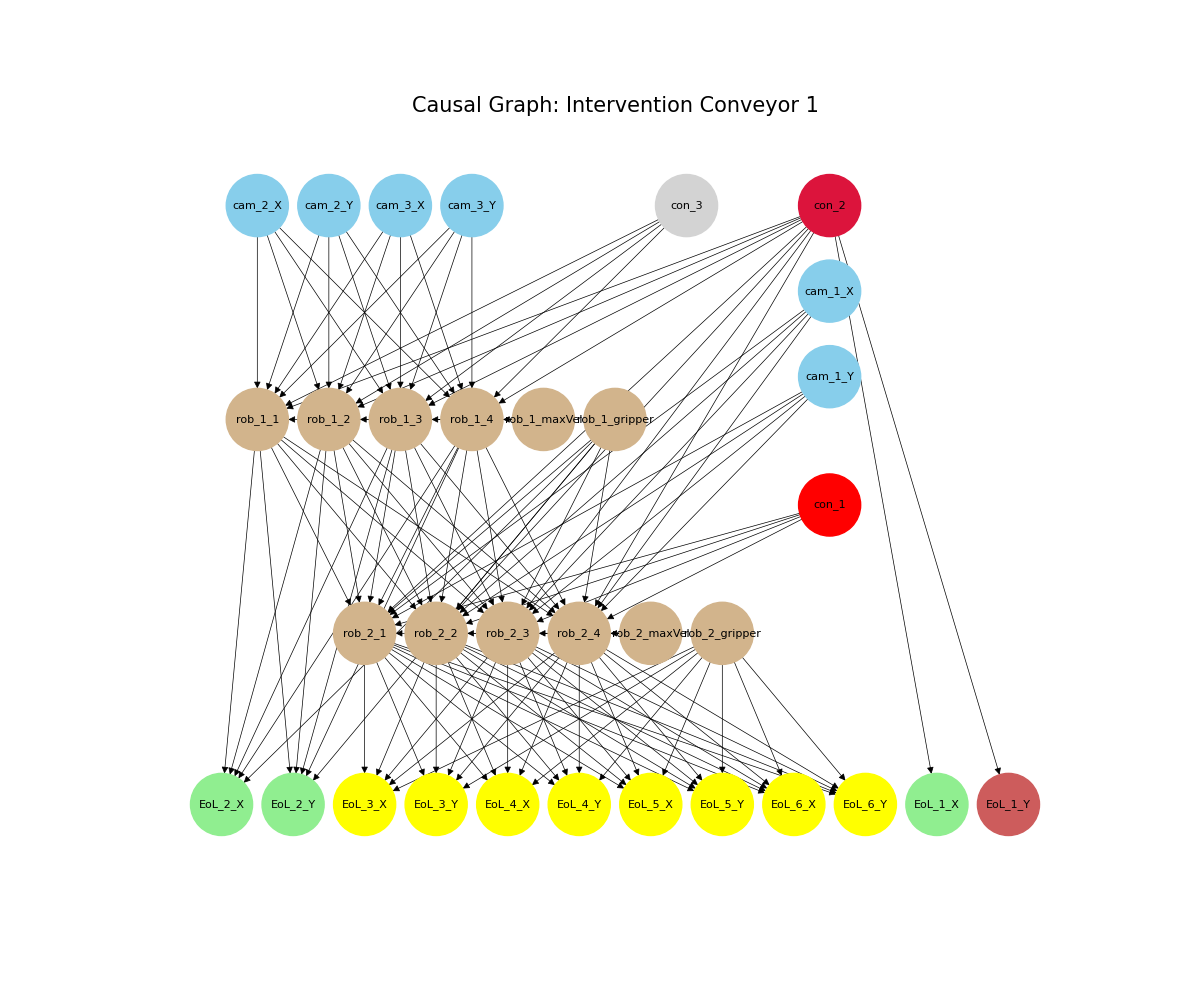 Causal Graph: Intervention Conveyor 1
cam_2_X cam_2_Y cam_3_X cam_3_Y con_3 con_2
cam_1_X
cam_1_Y
rob_1_1 rob_1_2 rob_1_3 rob_1_4 rob_1_maxVel rob_1_gripper
con_1
rob_2_1 rob_2_2 rob_2_3 rob_2_4 rob_2_maxVel rob_2_gripper
EoL_2_X EoL_2_Y EoL_3_X EoL_3_Y EoL_4_X EoL_4_Y EoL_5_X EoL_5_Y EoL_6_X EoL_6_Y EoL_1_X EoL_1_Y